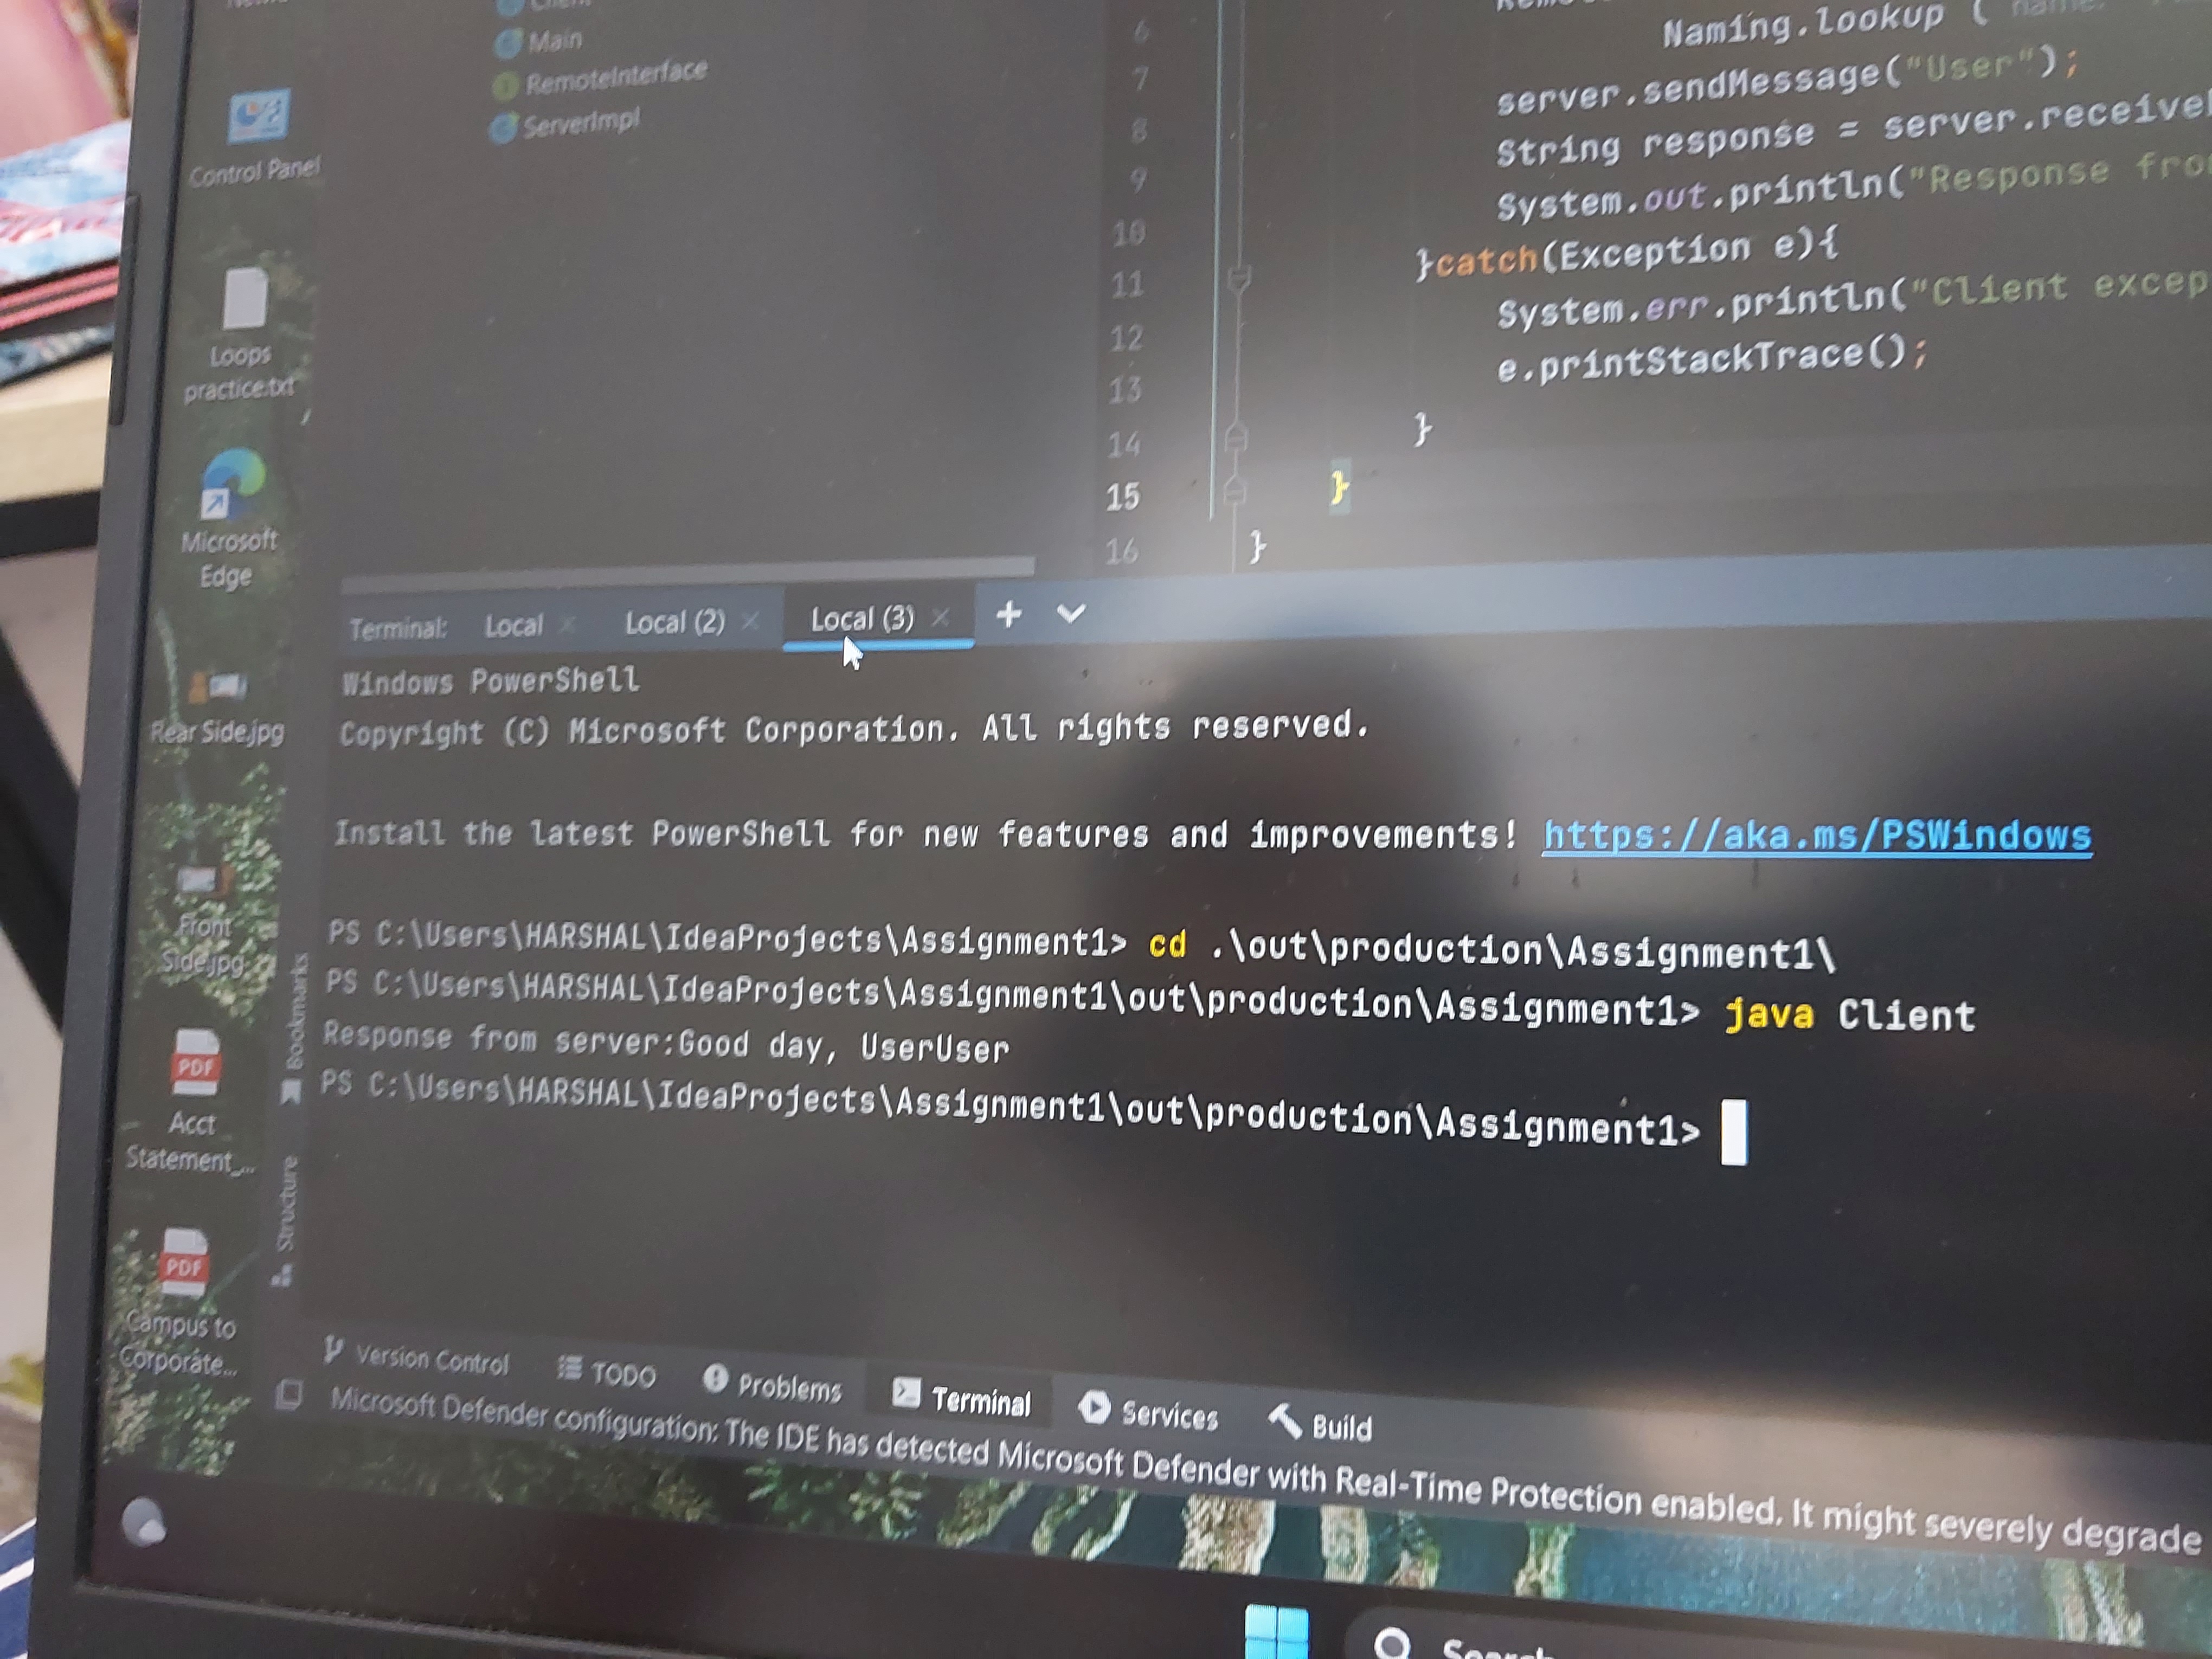 Control Panel
Loops
practice.txt
Microsoft
Edge
Rear Side.jpg
Front
Side.jpg
Acct
Statement_...
Campus to
Corporate...
Main
RemoteInterface
ServerImpl
6
7
8
9
10
11
12
13
14
15
16
Naming.lookup ( name:
server.sendMessage("User");
String response = server.receive
System.out.println("Response fro
}catch(Exception e){
System.err.println("Client excep
e.printStackTrace();
}
}
}
Terminal: Local × Local (2) × Local (3) × +
Windows PowerShell
Copyright (C) Microsoft Corporation. All rights reserved.
Install the latest PowerShell for new features and improvements! https://aka.ms/PSWindows
PS C:\Users\HARSHAL\IdeaProjects\Assignment1> cd .\out\production\Assignment1\
PS C:\Users\HARSHAL\IdeaProjects\Assignment1\out\production\Assignment1> java Client
Response from server:Good day, UserUser
PS C:\Users\HARSHAL\IdeaProjects\Assignment1\out\production\Assignment1>
Bookmarks
Structure
Version Control TODO Problems Terminal Services Build
Microsoft Defender configuration: The IDE has detected Microsoft Defender with Real-Time Protection enabled. It might severely degrade
PDF
PDF